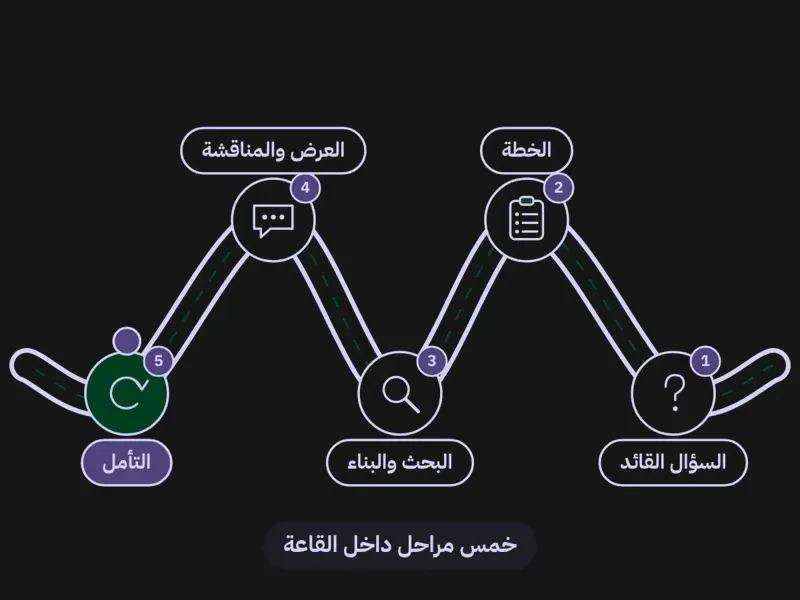 1
السؤال القائد
2
الخطة
3
البحث والبناء
4
العرض والمناقشة
5
التأمل
خمس مراحل داخل القاعة